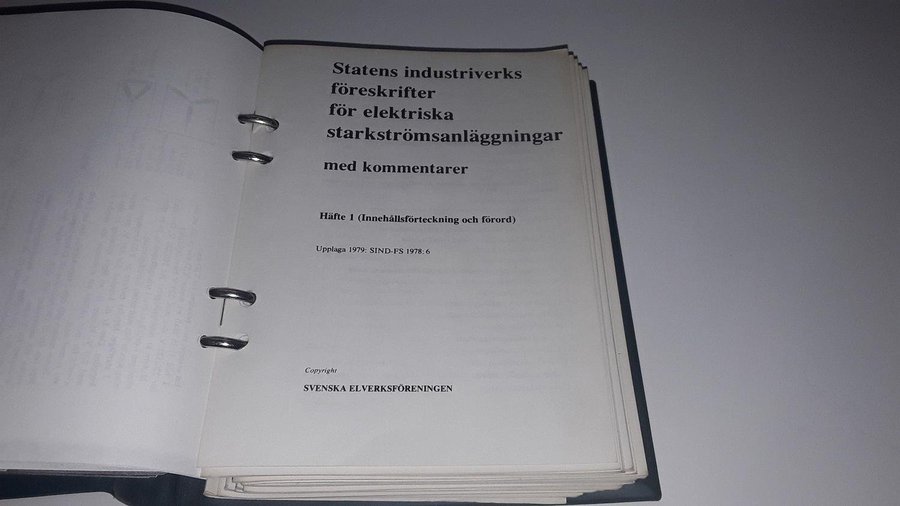 Statens industriverks
föreskrifter
för elektriska
starkströmsanläggningar
med kommentarer
Häfte 1 (Innehållsförteckning och förord)
Upplaga 1979: SIND-FS 1978:6
Copyright
SVENSKA ELVERKSFÖRENINGEN